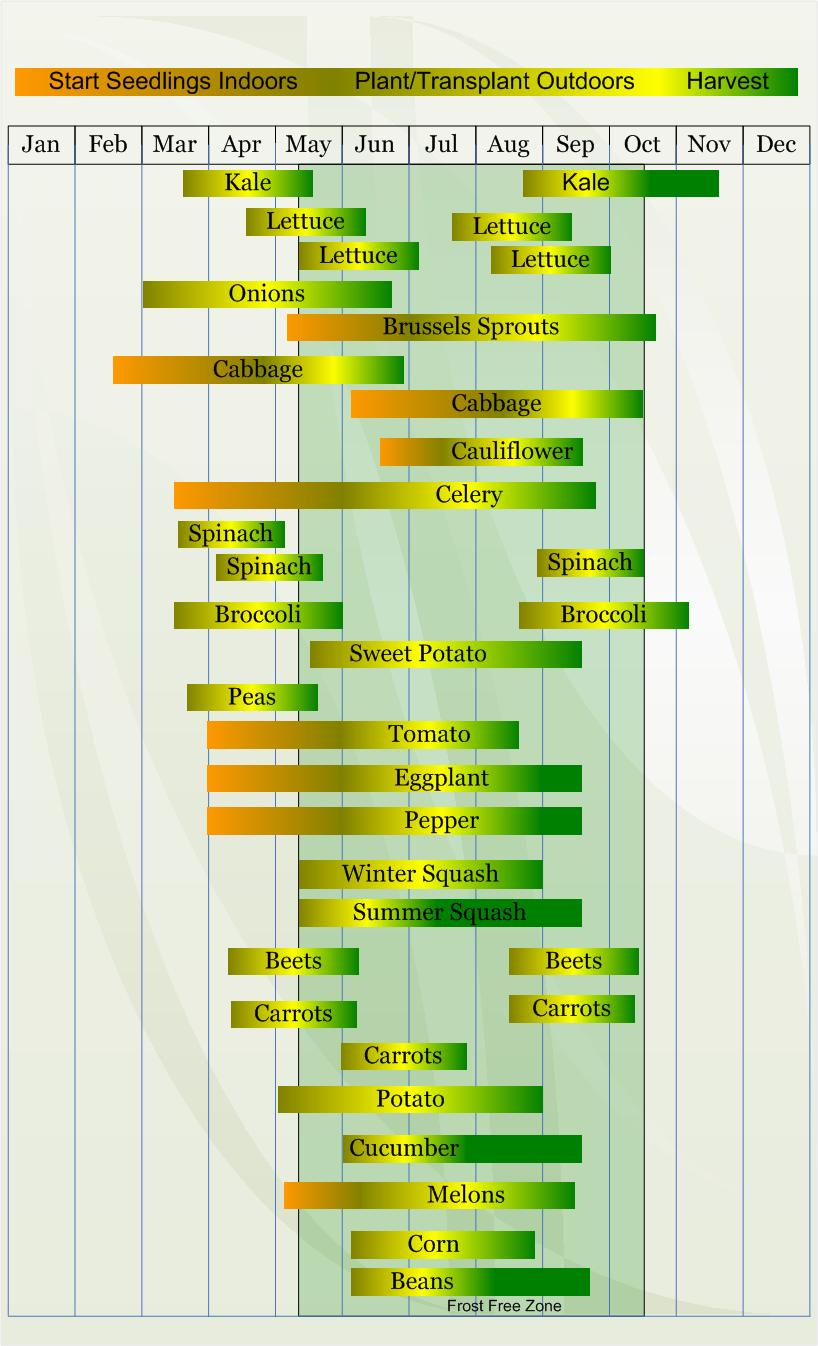 Start Seedlings Indoors Plant/Transplant Outdoors Harvest
Jan Feb Mar Apr May Jun Jul Aug Sep Oct Nov Dec
Kale Kale
Lettuce Lettuce
Lettuce Lettuce
Onions
Brussels Sprouts
Cabbage
Cabbage
Cauliflower
Celery
Spinach
Spinach Spinach
Broccoli Broccoli
Sweet Potato
Peas
Tomato
Eggplant
Pepper
Winter Squash
Summer Squash
Beets Beets
Carrots Carrots
Carrots
Potato
Cucumber
Melons
Corn
Beans
Frost Free Zone